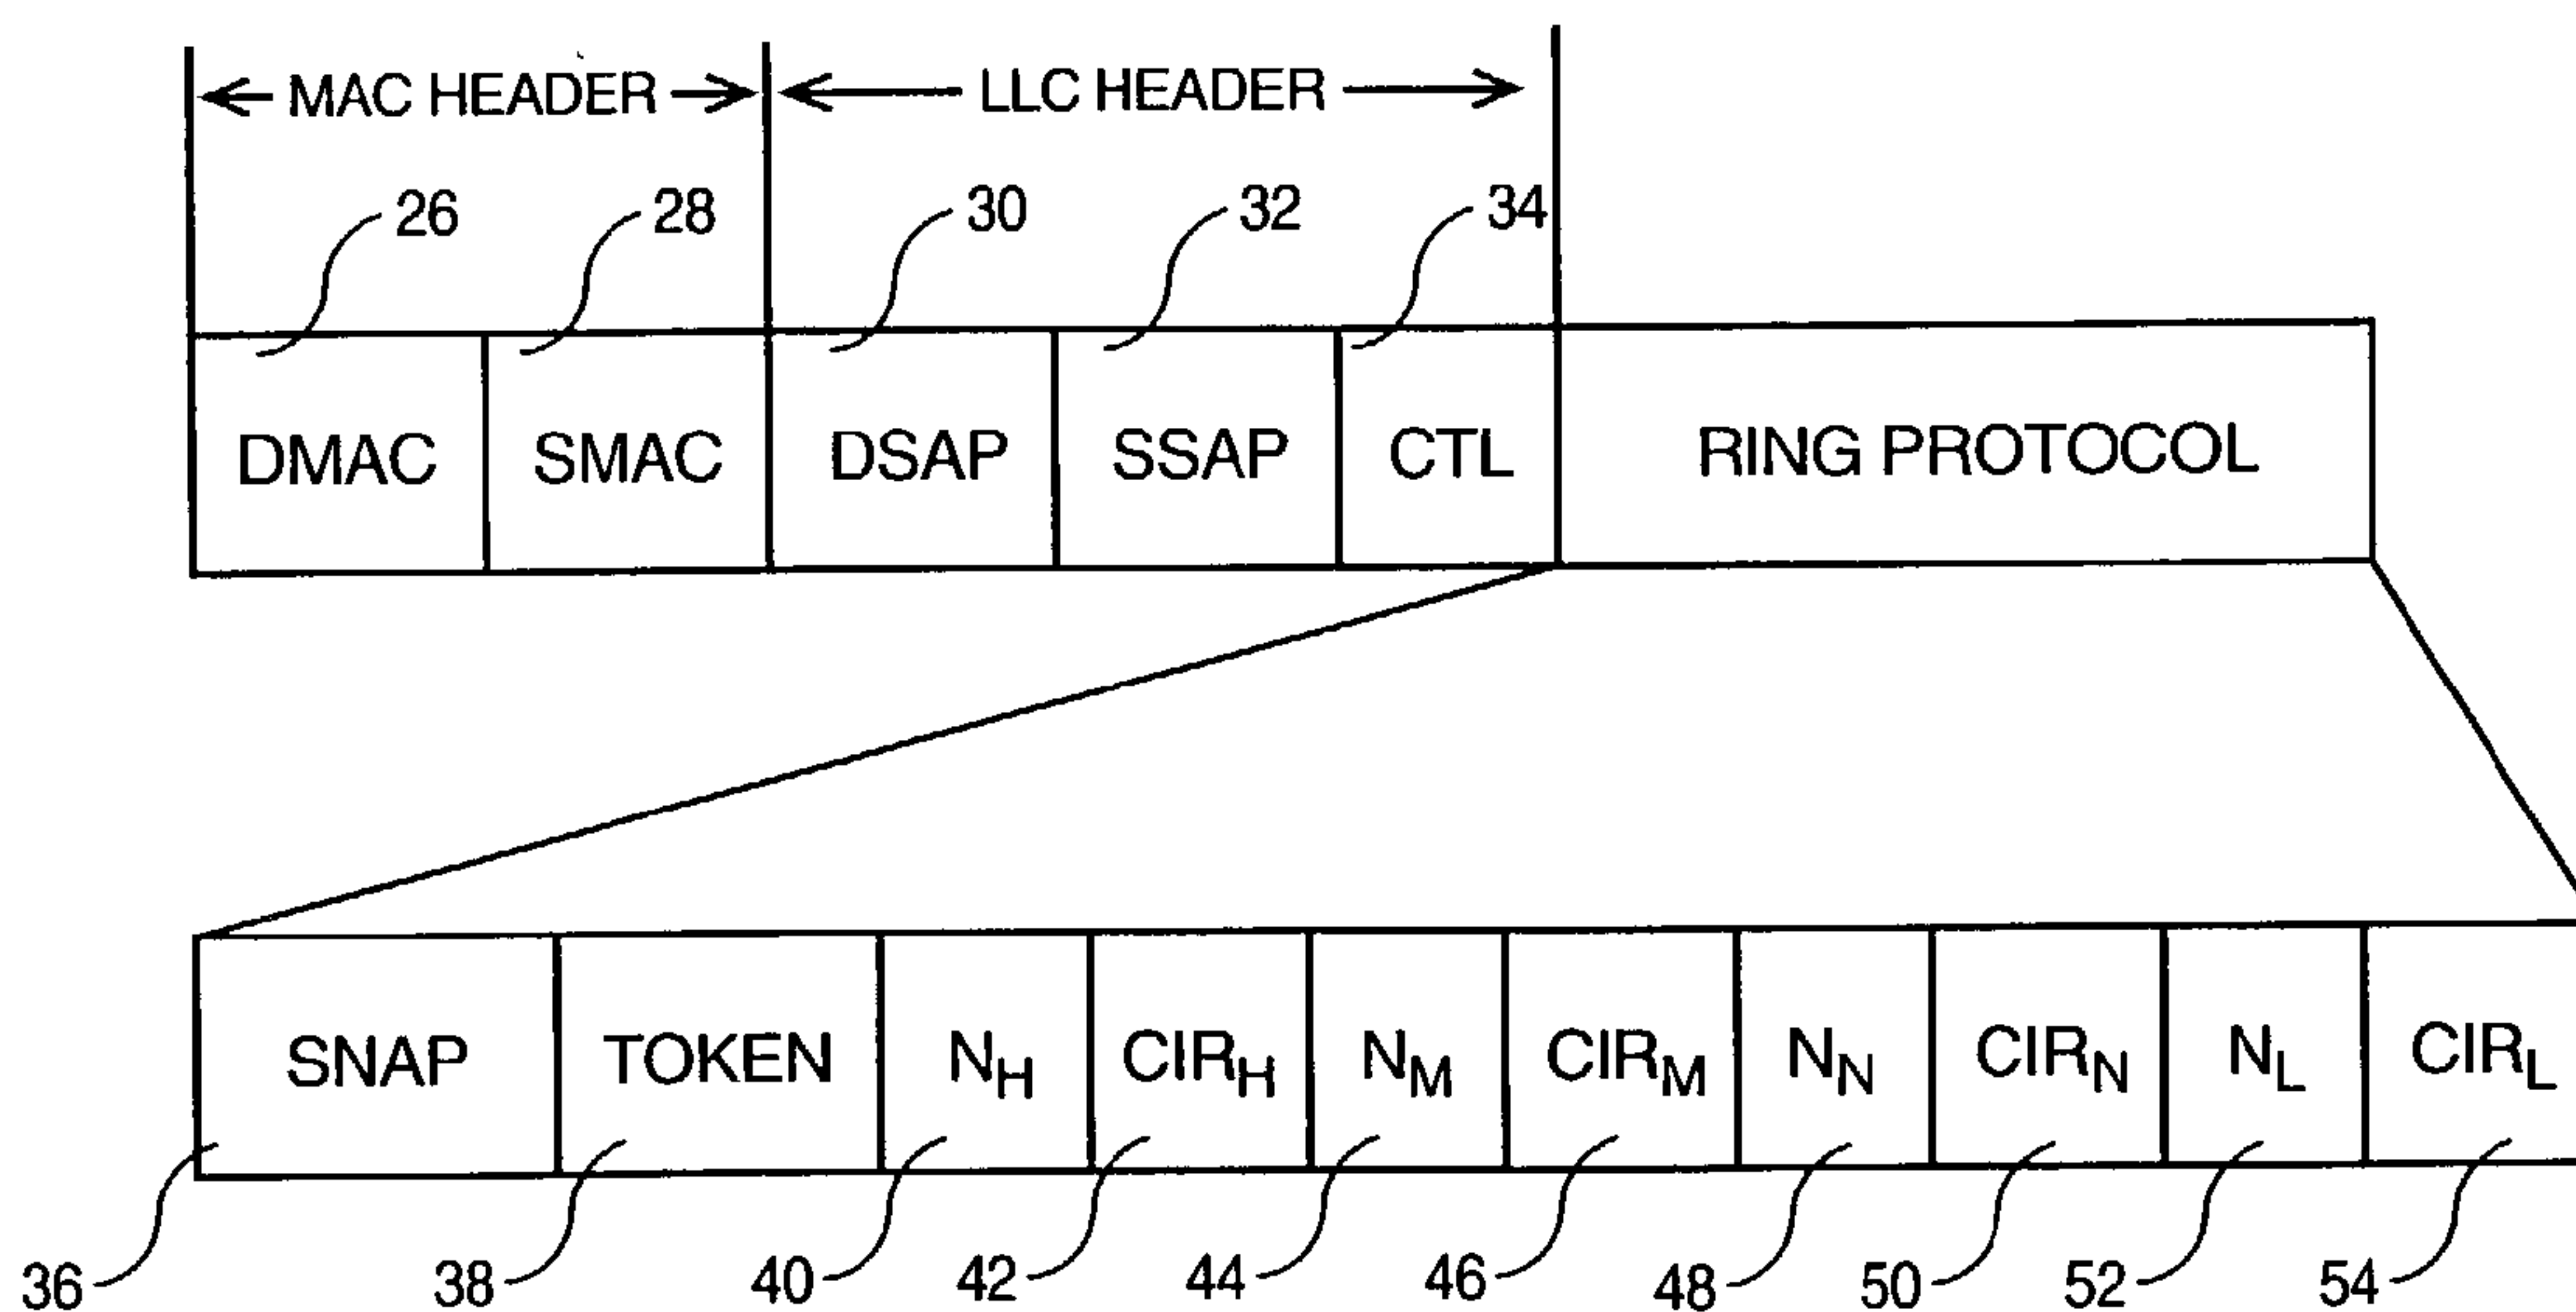 MAC HEADER LLC HEADER
26 28 30 32 34
DMAC SMAC DSAP SSAP CTL RING PROTOCOL
SNAP TOKEN N_H CIR_H N_M CIR_M N_N CIR_N N_L CIR_L
36 38 40 42 44 46 48 50 52 54